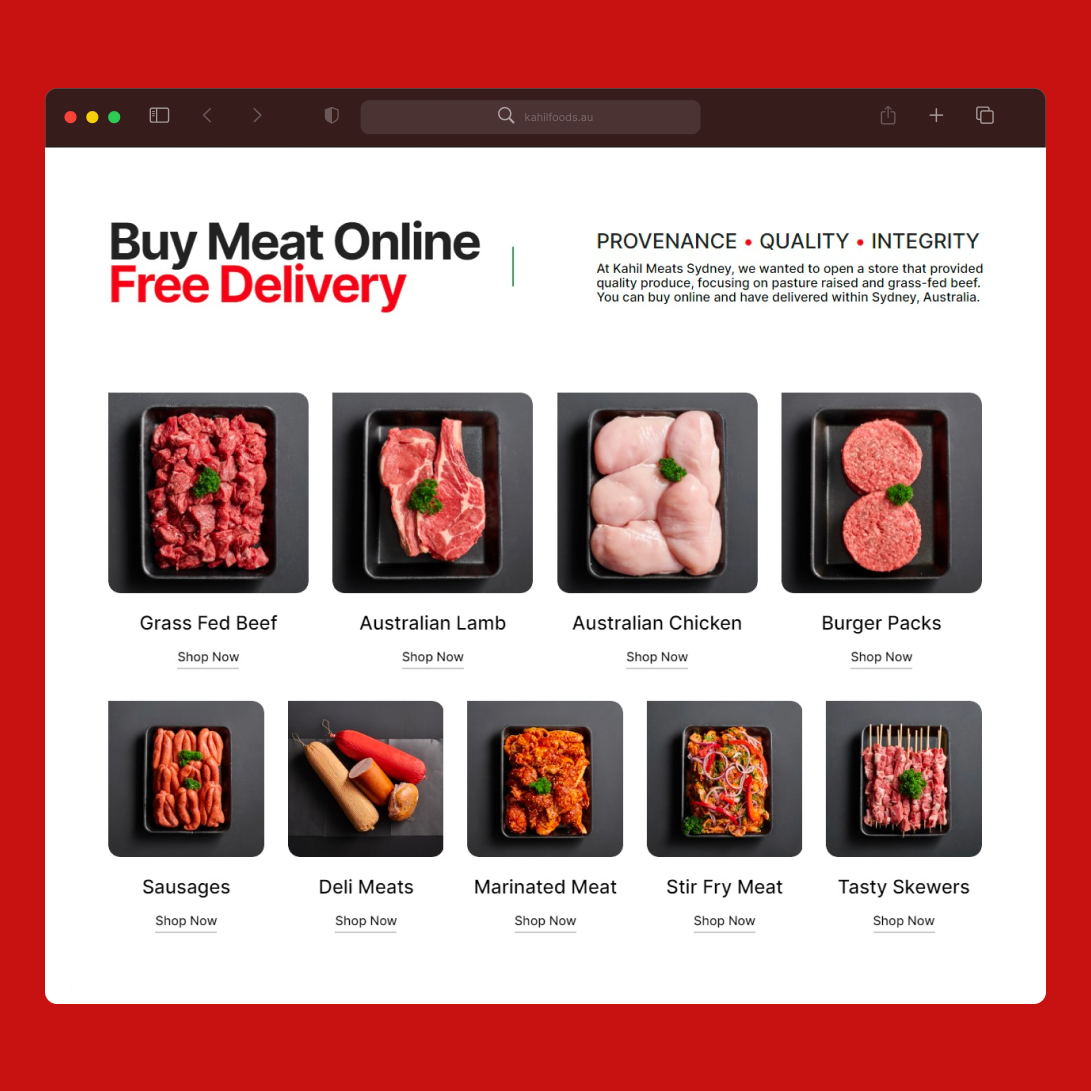 kahilfoods.au
Buy Meat Online
Free Delivery
PROVENANCE • QUALITY • INTEGRITY
At Kahil Meats Sydney, we wanted to open a store that provided
quality produce, focusing on pasture raised and grass-fed beef.
You can buy online and have delivered within Sydney, Australia.
Grass Fed Beef
Shop Now
Australian Lamb
Shop Now
Australian Chicken
Shop Now
Burger Packs
Shop Now
Sausages
Shop Now
Deli Meats
Shop Now
Marinated Meat
Shop Now
Stir Fry Meat
Shop Now
Tasty Skewers
Shop Now